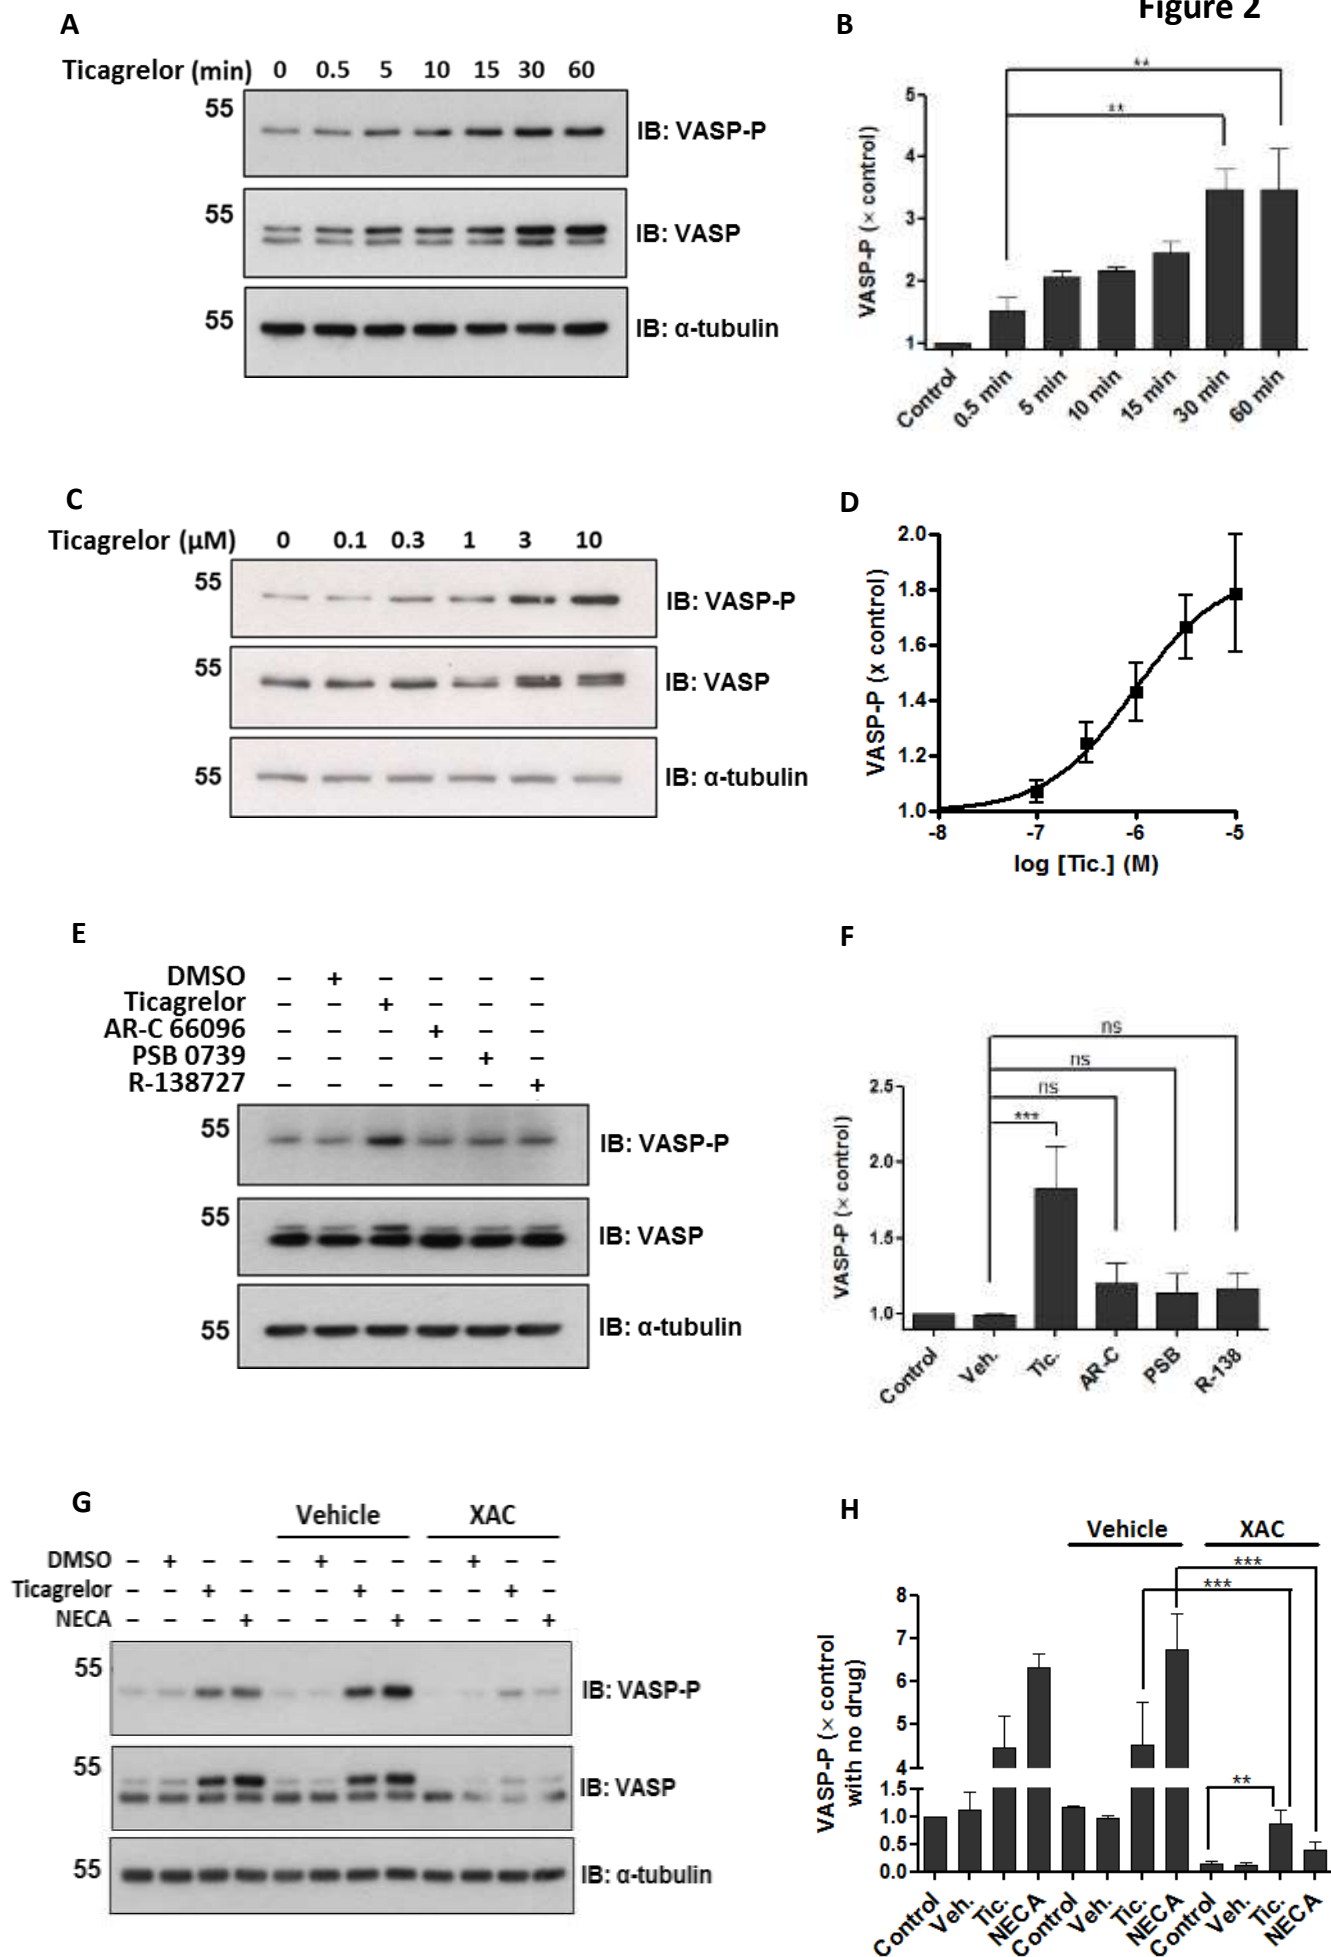 Figure 2
A
Ticagrelor (min) 0 0.5 5 10 15 30 60
55 IB: VASP-P
55 IB: VASP
55 IB: α-tubulin
B
** 
**
VASP-P (× control)
5
4
3
2
1
Control 0.5 min 5 min 10 min 15 min 30 min 60 min
C
Ticagrelor (µM) 0 0.1 0.3 1 3 10
55 IB: VASP-P
55 IB: VASP
55 IB: α-tubulin
D
VASP-P (x control)
2.0
1.8
1.6
1.4
1.2
1.0
-8 -7 -6 -5
log [Tic.] (M)
E
DMSO – + – – – –
Ticagrelor – – + – – –
AR-C 66096 – – – + – –
PSB 0739 – – – – + –
R-138727 – – – – – +
55 IB: VASP-P
55 IB: VASP
55 IB: α-tubulin
F
ns
ns
ns
***
VASP-P (× control)
2.5
2.0
1.5
1.0
Control Veh. Tic. AR-C PSB R-138
G
Vehicle XAC
DMSO – + – – – + – – – + – –
Ticagrelor – – + – – – + – – – + –
NECA – – – + – – – + – – – +
55 IB: VASP-P
55 IB: VASP
55 IB: α-tubulin
H
Vehicle XAC
***
***
**
VASP-P (× control
with no drug)
8
7
6
5
4
1.5
1.0
0.5
0.0
Control Veh. Tic. NECA Control Veh. Tic. NECA Control Veh. Tic. NECA